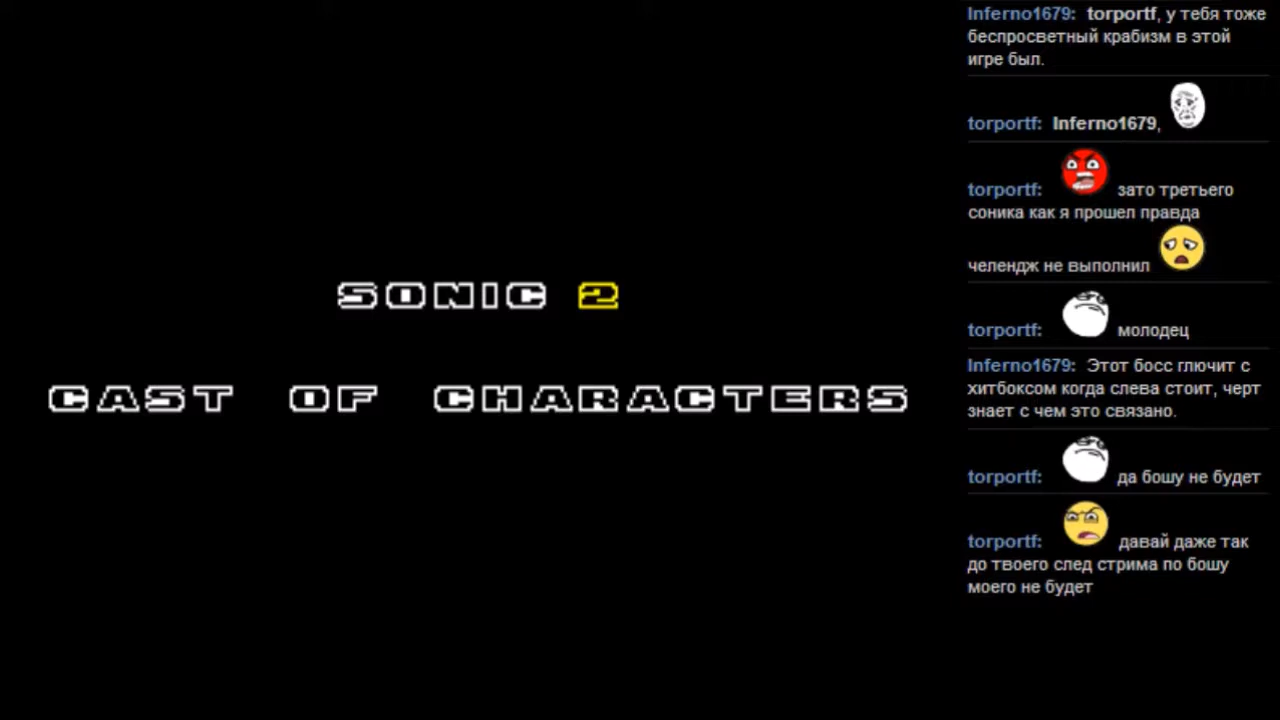 SONIC 2
CAST OF CHARACTERS
Inferno1679: torportf, у тебя тоже
беспросветный крабизм в этой
игре был.
torportf: Inferno1679,
torportf: зато третьего
соника как я прошел правда
челендж не выполнил
torportf: молодец
Inferno1679: Этот босс глючит с
хитбоксом когда слева стоит, черт
знает с чем это связано.
torportf: да бошу не будет
torportf: давай даже так
до твоего след стрима по бошу
моего не будет